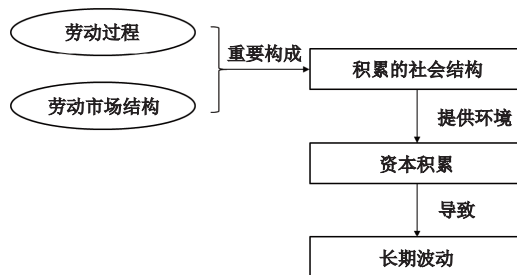 劳动过程
重要构成
积累的社会结构
劳动市场结构
提供环境
资本积累
导致
长期波动